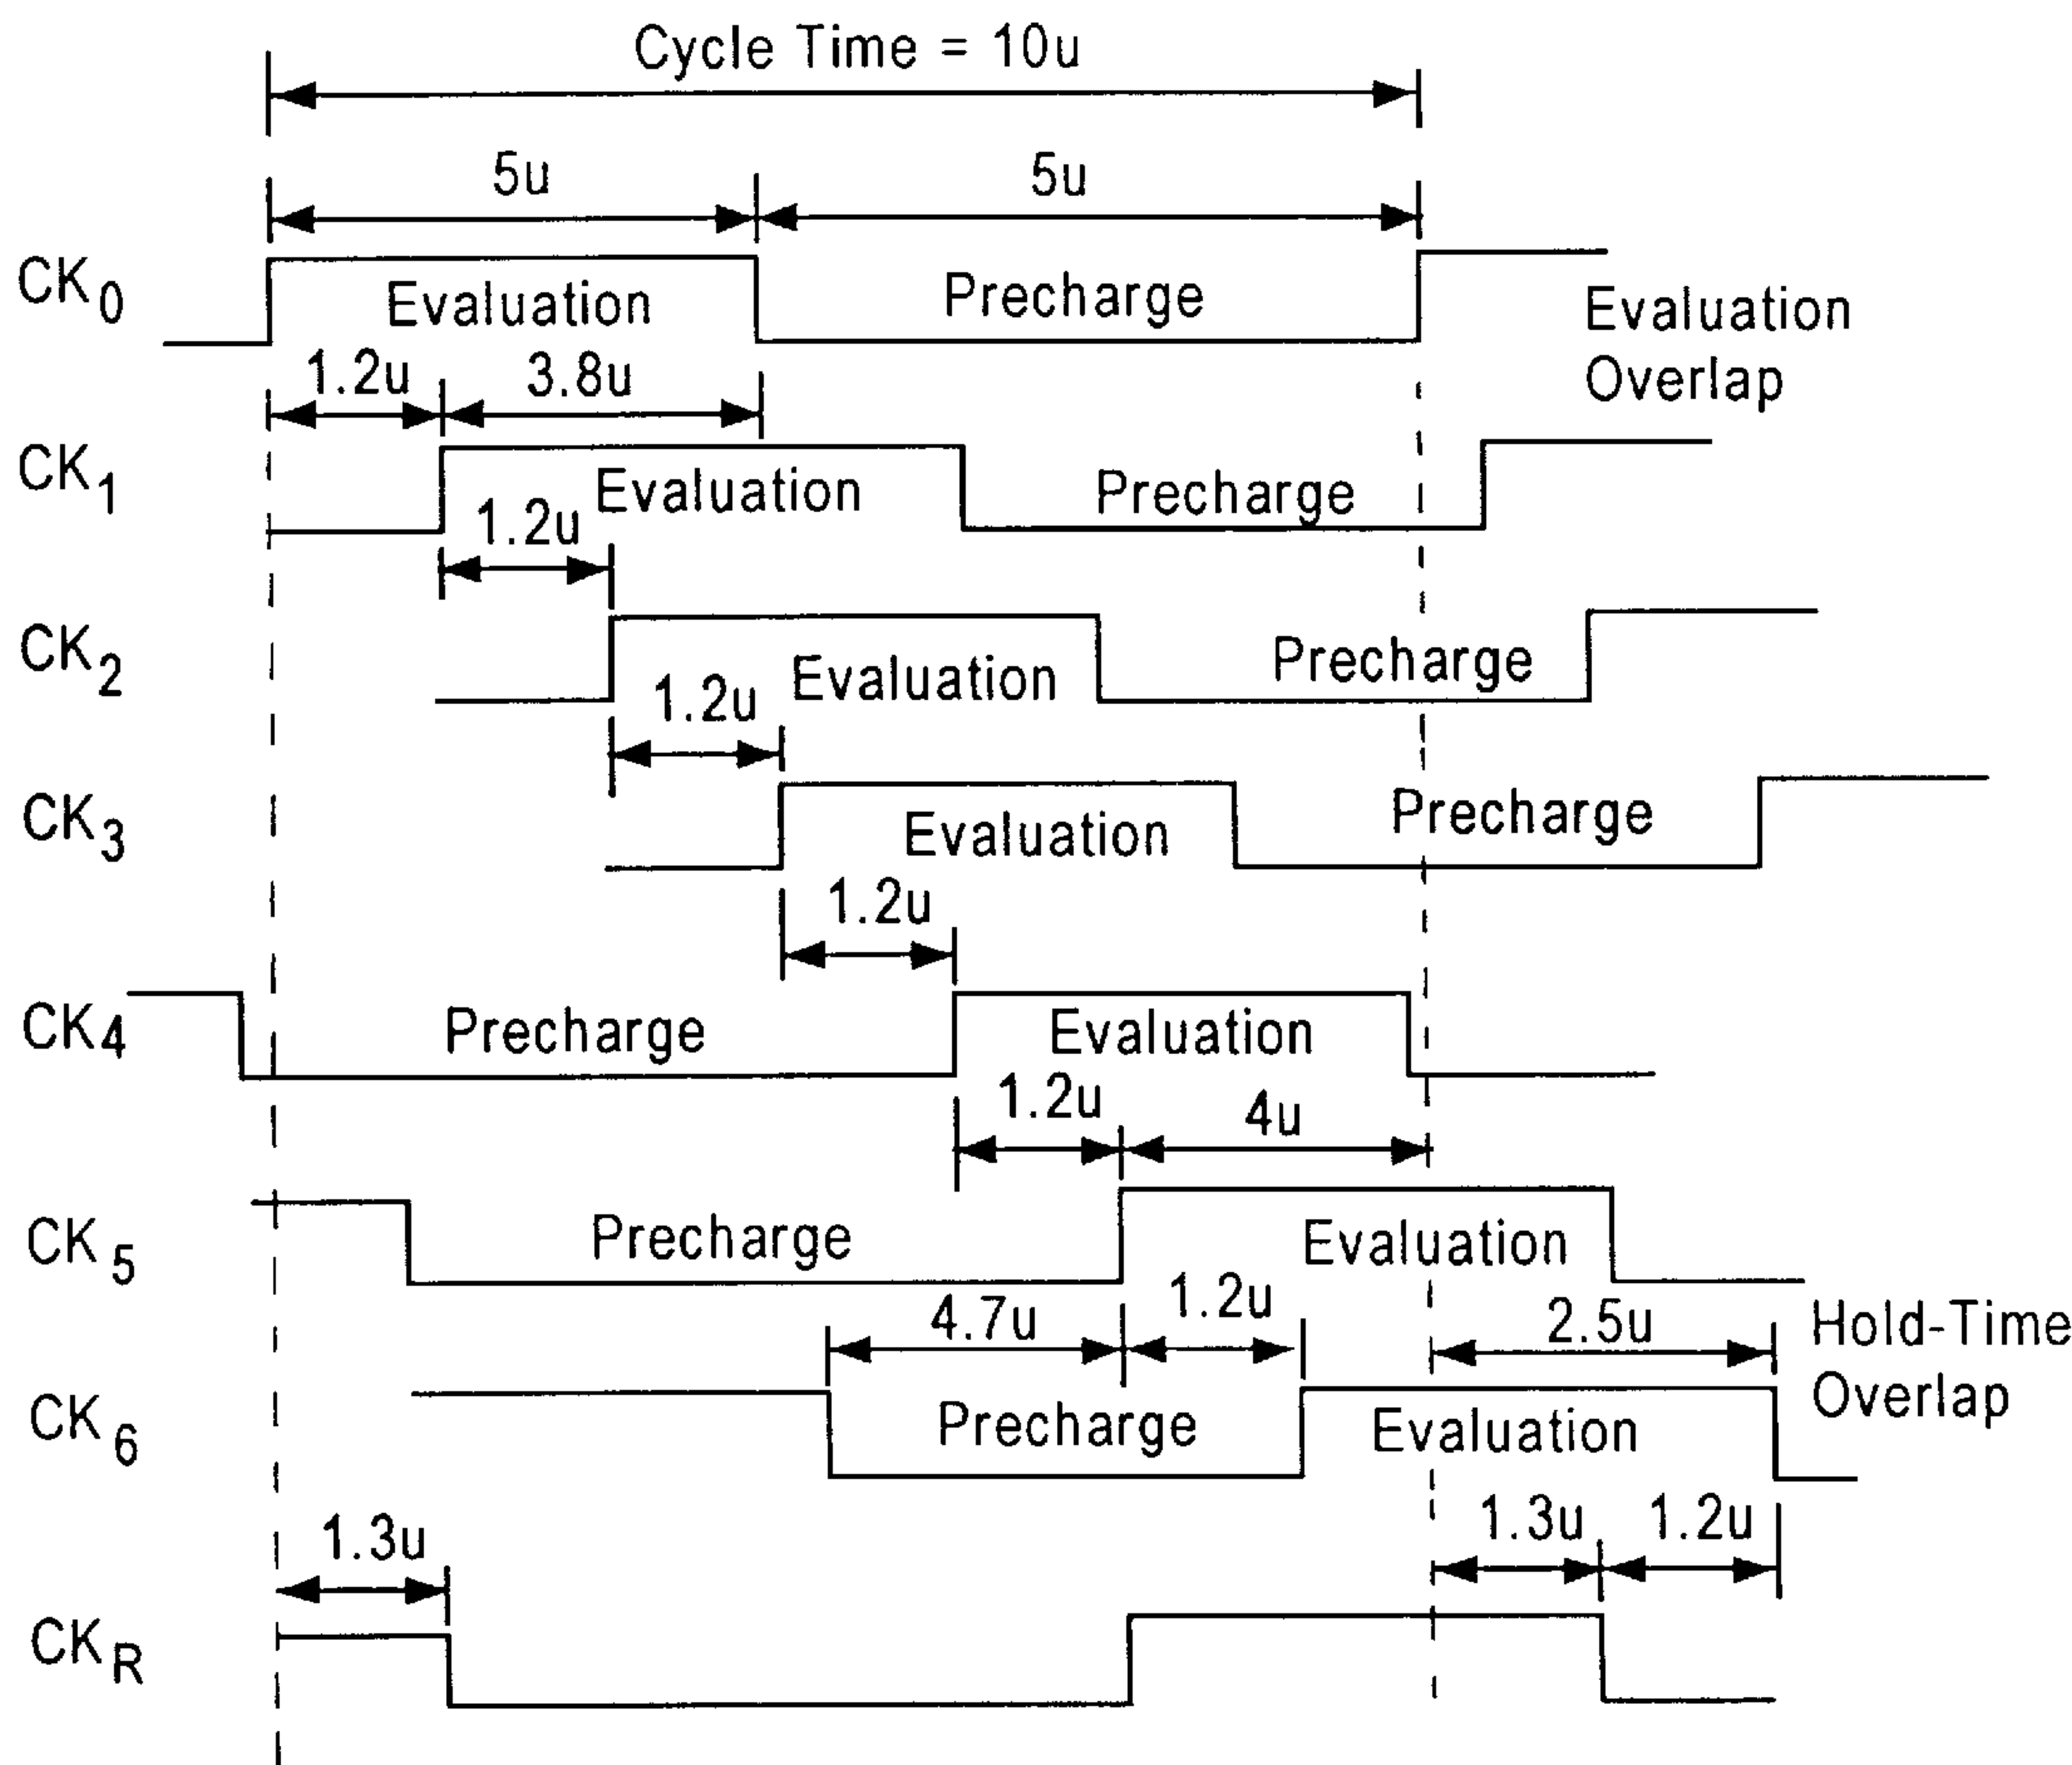 Cycle Time = 10u
5u
5u
CK0
Evaluation
Precharge
Evaluation
Overlap
1.2u
3.8u
CK1
Evaluation
Precharge
1.2u
CK2
Evaluation
Precharge
1.2u
CK3
Evaluation
Precharge
1.2u
CK4
Precharge
Evaluation
1.2u
4u
CK5
Precharge
Evaluation
4.7u
1.2u
2.5u
Hold-Time
Overlap
CK6
Precharge
Evaluation
1.3u
1.3u
1.2u
CKR